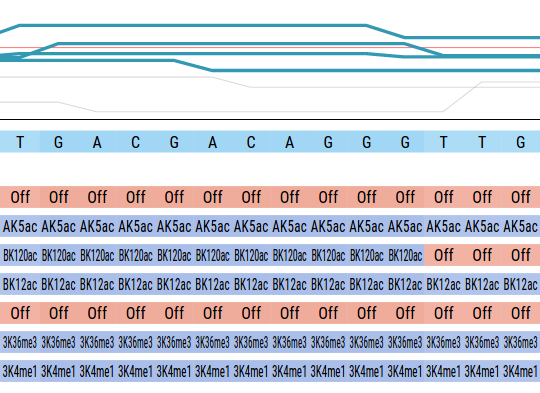 T G A C G A C A G G G T T G
Off Off Off Off Off Off Off Off Off Off Off Off Off Off
AK5ac AK5ac AK5ac AK5ac AK5ac AK5ac AK5ac AK5ac AK5ac AK5ac AK5ac AK5ac AK5ac AK5ac
BK120ac BK120ac BK120ac BK120ac BK120ac BK120ac BK120ac BK120ac BK120ac BK120ac BK120ac Off Off Off
BK12ac BK12ac BK12ac BK12ac BK12ac BK12ac BK12ac BK12ac BK12ac BK12ac BK12ac BK12ac BK12ac BK12ac
Off Off Off Off Off Off Off Off Off Off Off Off Off Off
3K36me3 3K36me3 3K36me3 3K36me3 3K36me3 3K36me3 3K36me3 3K36me3 3K36me3 3K36me3 3K36me3 3K36me3 3K36me3 3K36me3
3K4me1 3K4me1 3K4me1 3K4me1 3K4me1 3K4me1 3K4me1 3K4me1 3K4me1 3K4me1 3K4me1 3K4me1 3K4me1 3K4me1